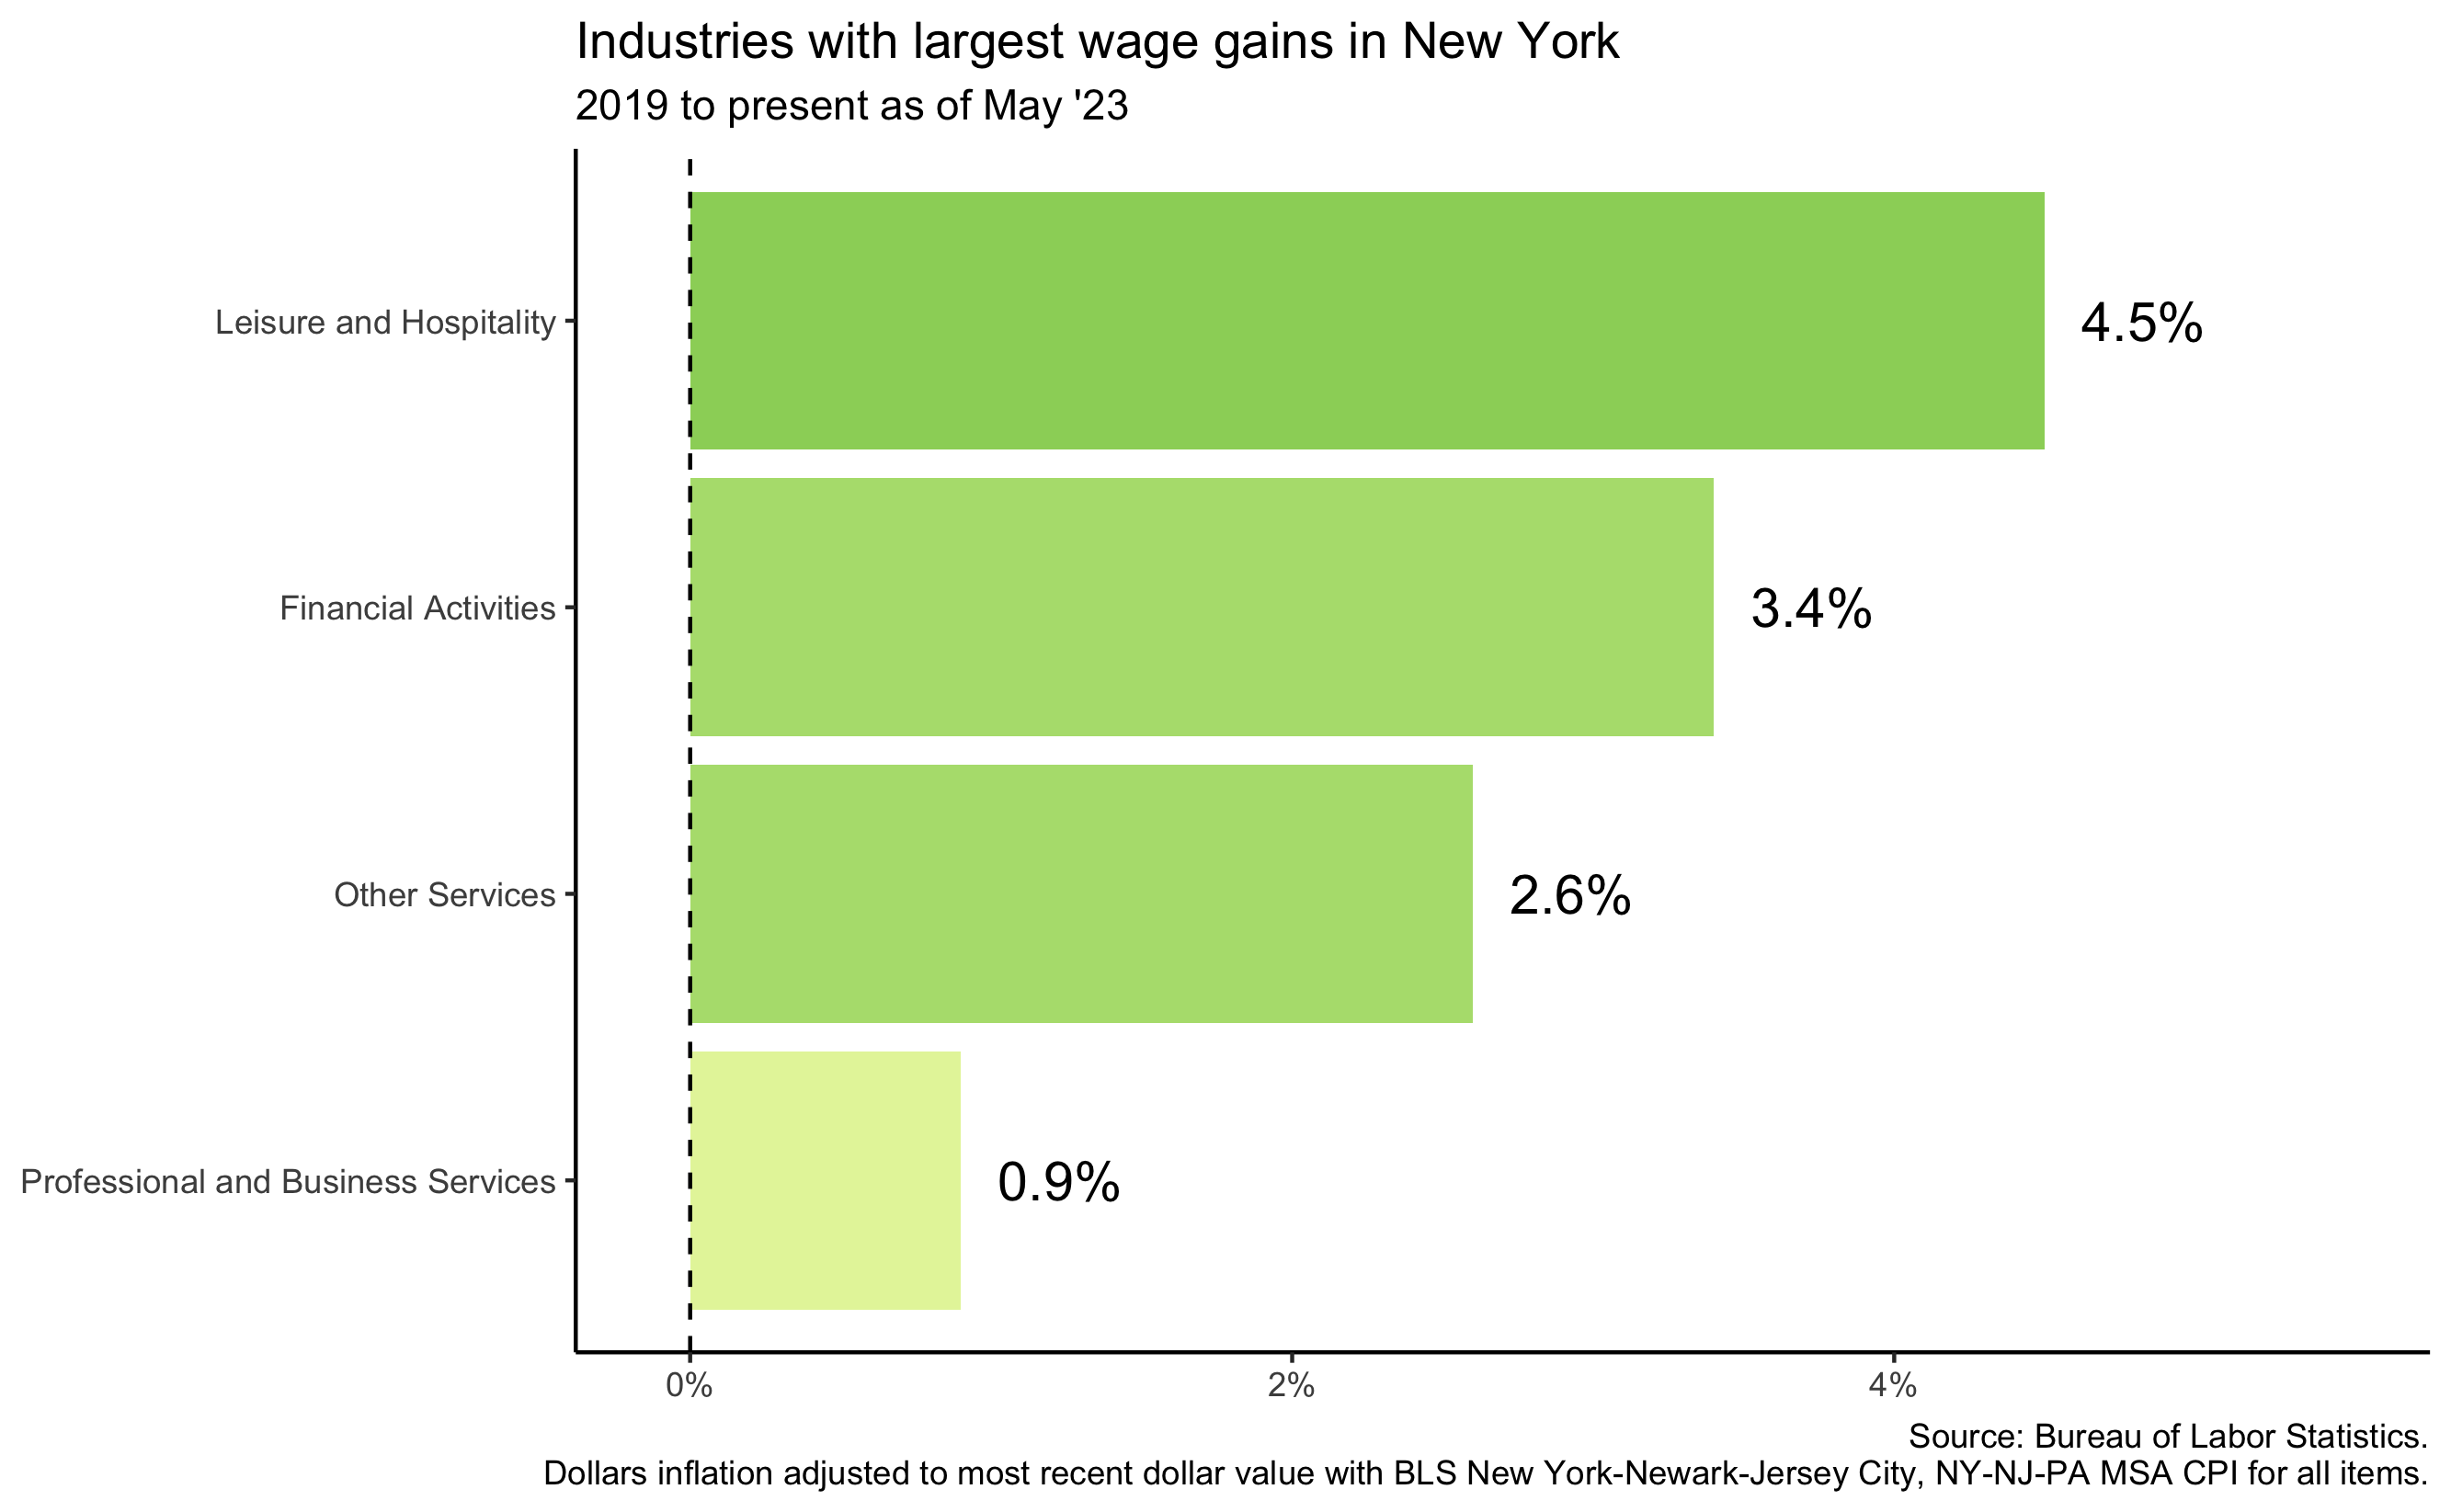 Industries with largest wage gains in New York
2019 to present as of May '23
Leisure and Hospitality
4.5%
Financial Activities
3.4%
Other Services
2.6%
Professional and Business Services
0.9%
0%
2%
4%
Source: Bureau of Labor Statistics.
Dollars inflation adjusted to most recent dollar value with BLS New York-Newark-Jersey City, NY-NJ-PA MSA CPI for all items.